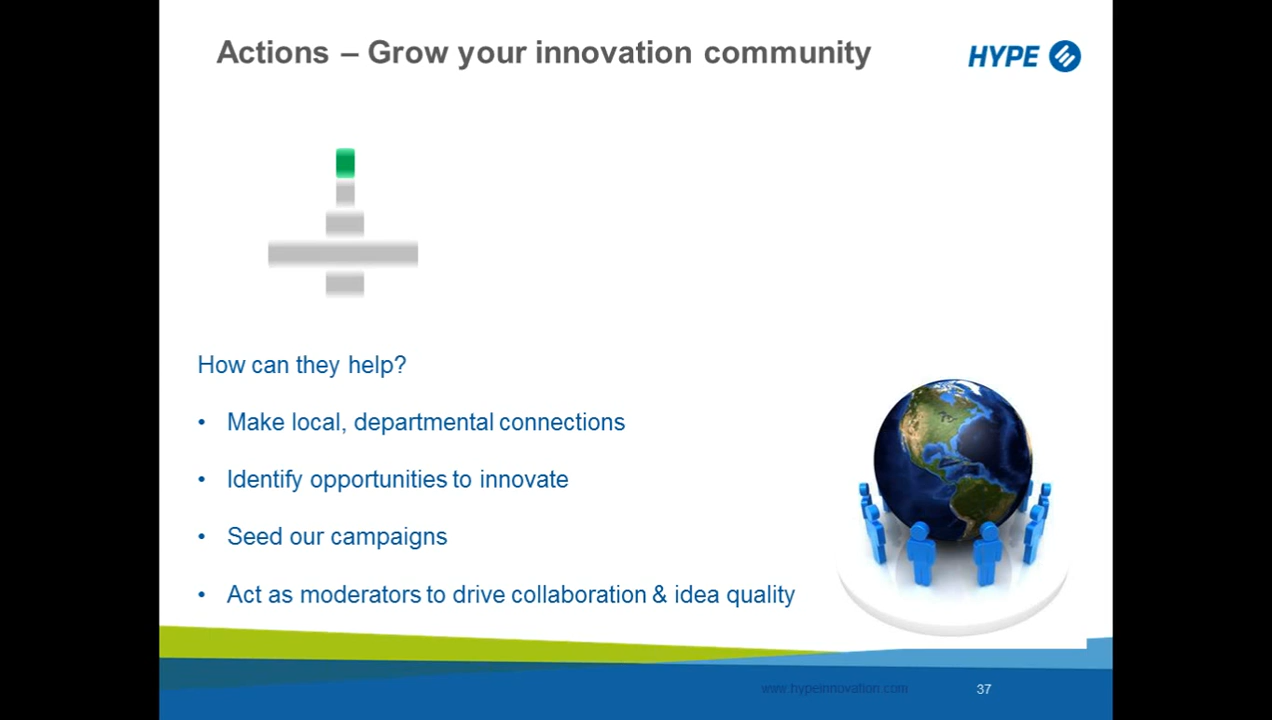 Actions – Grow your innovation community
HYPE
How can they help?
• Make local, departmental connections
• Identify opportunities to innovate
• Seed our campaigns
• Act as moderators to drive collaboration & idea quality
www.hypeinnovation.com
37